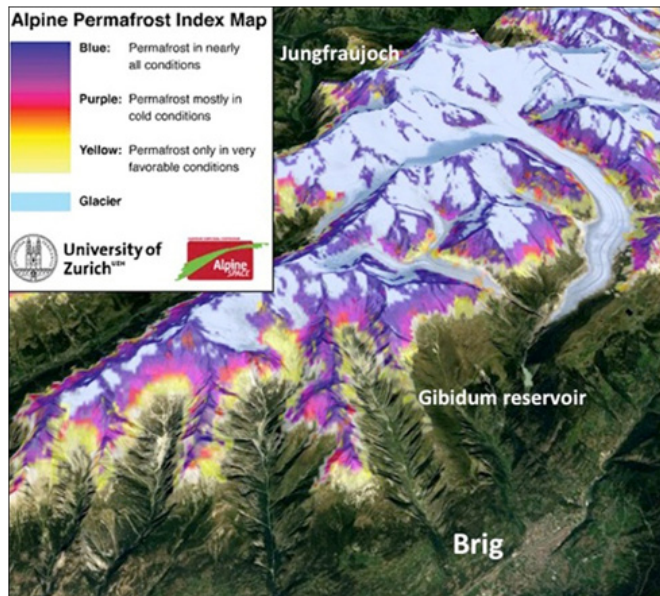 Alpine Permafrost Index Map
Blue: Permafrost in nearly
all conditions
Purple: Permafrost mostly in
cold conditions
Yellow: Permafrost only in very
favorable conditions
Glacier
University of
Zurich UZH
Alpine
Space
Jungfraujoch
Gibidum reservoir
Brig